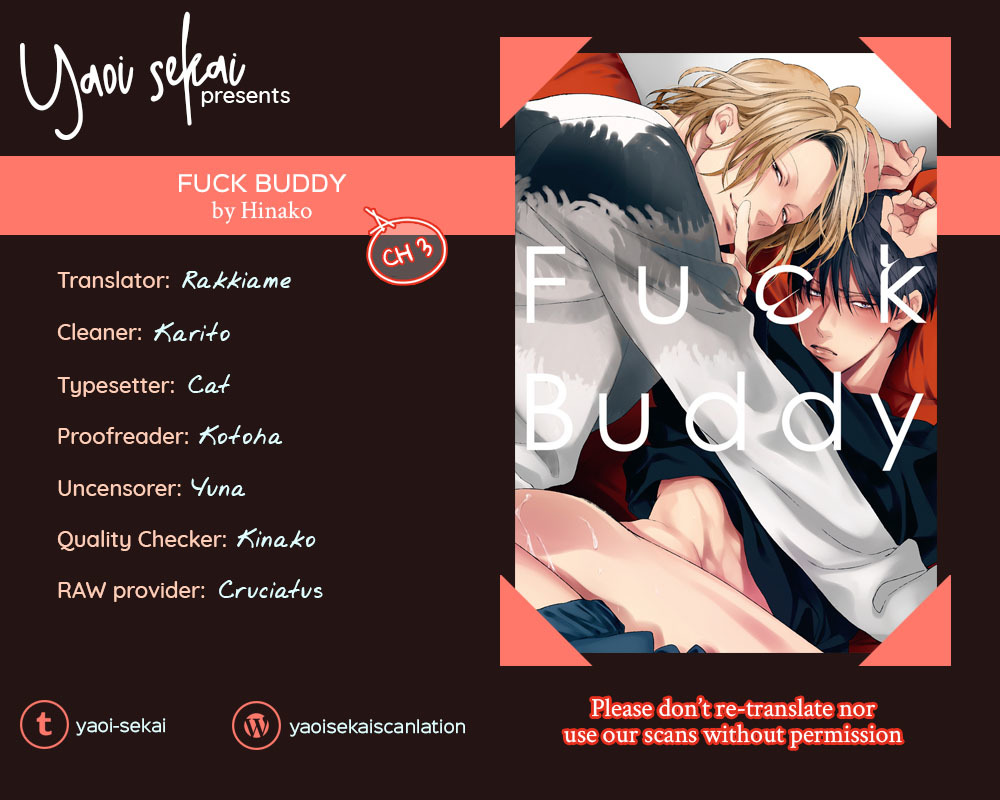 Yaoi sekai
presents
FUCK BUDDY
by Hinako
CH 3
Translator: Rakkiame
Cleaner: Karito
Typesetter: Cat
Proofreader: Kotoha
Uncensorer: Yuna
Quality Checker: Kinako
RAW provider: Cruciatus
t yaoi-sekai
W yaoisekaiscanlation
Fuck
Buddy
Please don't re-translate nor
use our scans without permission